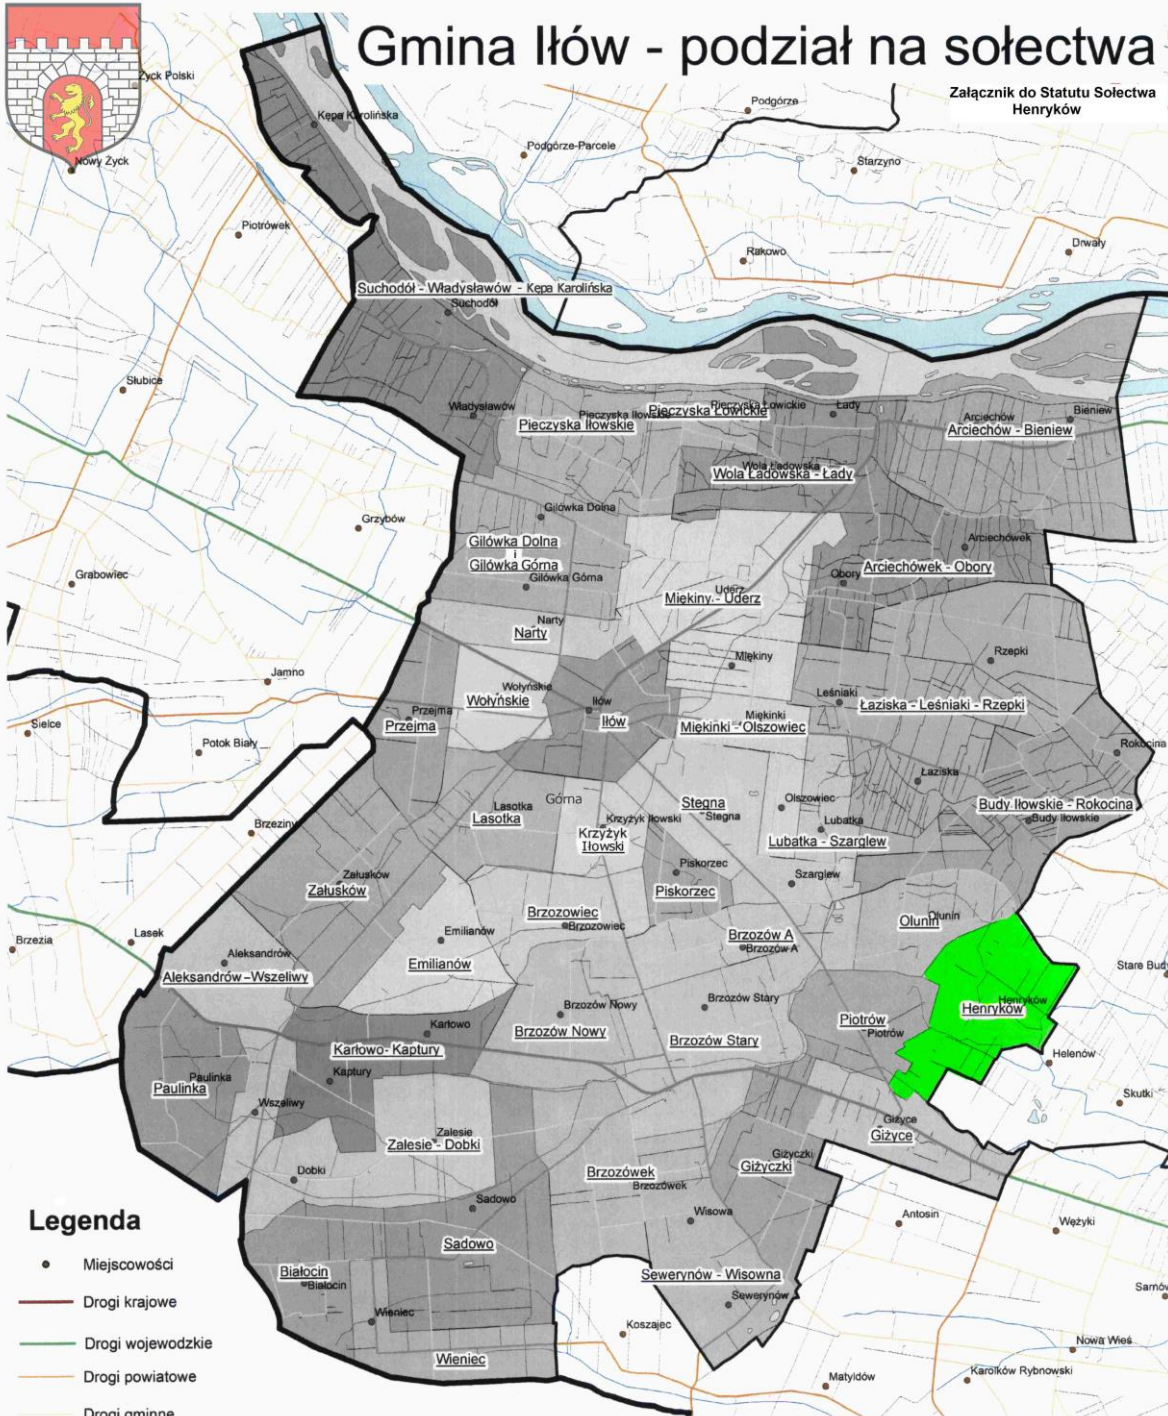 Gmina Iłów - podział na sołectwa
Załącznik do Statutu Sołectwa
Henryków
Życk Polski
Nowy Życk
Kępa Karolińska
Podgórze
Podgórze-Parcele
Starzyno
Piotrówek
Rakowo
Drwały
Suchodół - Władysławów - Kępa Karolińska
Suchodół
Słubice
Władysławów
Pieczyska Iłowskie
Pieczyska Iłowskie
Pieczyska Łowickie
Pieczyska Łowickie
Łady
Arciechów
Bieniew
Arciechów - Bieniew
Wola Ładowska
Wola Ładowska - Łady
Gilówka Dolna
Grzybów
Gilówka Dolna
i
Gilówka Górna
Gilówka Górna
Arciechówek
Arciechówek - Obory
Obory
Grabowiec
Uderz
Miękiny - Uderz
Narty
Narty
Miękiny
Rzepki
Jamno
Wołyńskie
Wołyńskie
Leśniaki
Łaziska - Leśniaki - Rzepki
Przejma
Przejma
Iłów
Iłów
Miękinki
Miękinki - Olszowiec
Sielce
Potok Biały
Rokocina
Łaziska
Górna
Lasotka
Lasotka
Stegna
Stegna
Olszowiec
Budy Iłowskie - Rokocina
Budy Iłowskie
Brzeziny
Krzyżyk Iłowski
Krzyżyk
Iłowski
Lubatka
Lubatka - Szarglew
Piskorzec
Piskorzec
Szarglew
Załusków
Załusków
Brzozowiec
Brzozowiec
Olunin
Olunin
Brzezia
Lasek
Emilianów
Emilianów
Brzozów A
Brzozów A
Aleksandrów
Aleksandrów - Wszeliwy
Stare Budy
Henryków
Henryków
Brzozów Nowy
Brzozów Nowy
Brzozów Stary
Brzozów Stary
Piotrów
Piotrów
Karłowo
Karłowo - Kaptury
Kaptury
Helenów
Paulinka
Paulinka
Wszeliwy
Skutki
Zalesie
Zalesie - Dobki
Giżyce
Giżyce
Dobki
Brzozówek
Brzozówek
Giżyczki
Giżyczki
Sadowo
Sadowo
Wisowa
Antosin
Wężyki
Białocin
Białocin
Sewerynów - Wisowna
Sewerynów
Wieniec
Wieniec
Koszajec
Nowa Wieś
Matyldów
Karolków Rybnowski
Legenda
Miejscowości
Drogi krajowe
Drogi wojewodzkie
Drogi powiatowe
Drogi gminne